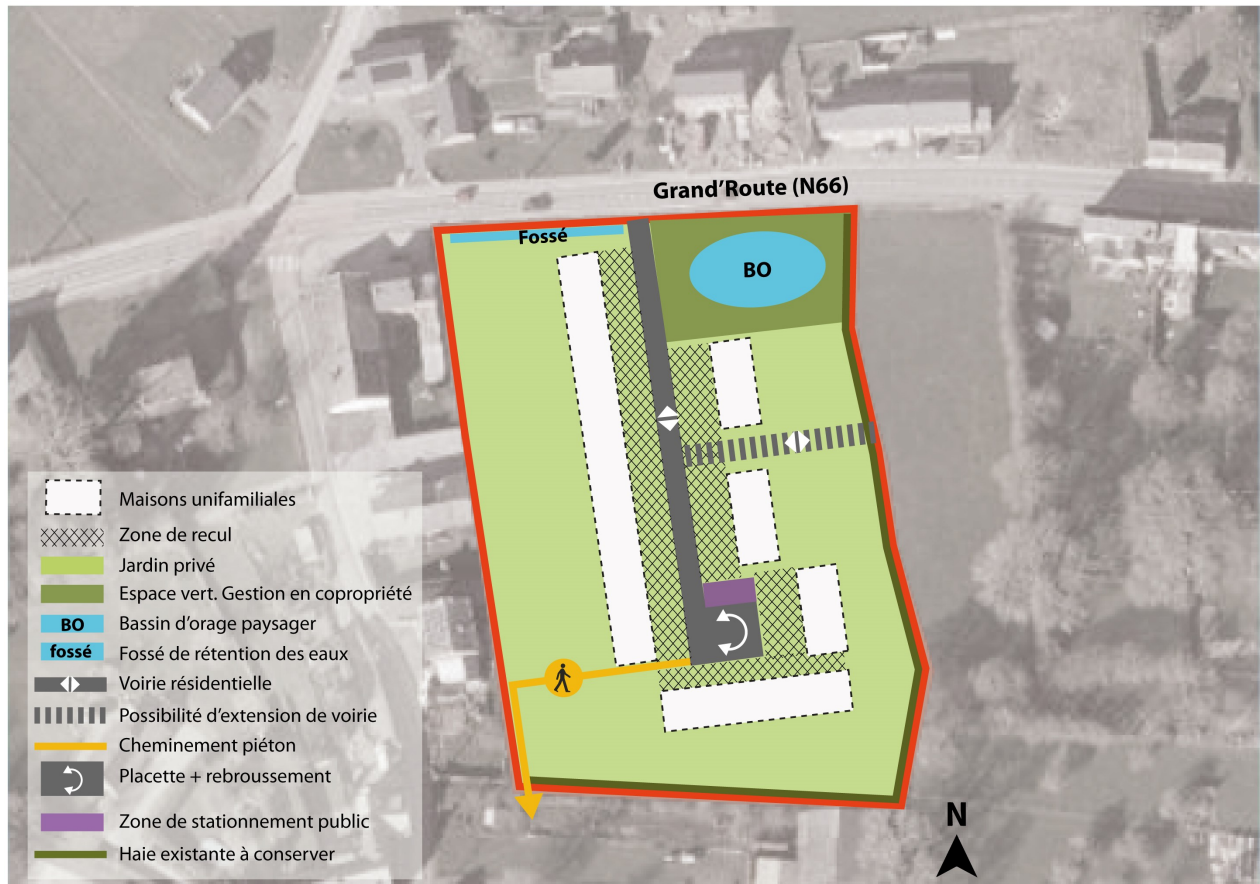 Grand’Route (N66)
Fossé
BO
Maisons unifamiliales
Zone de recul
Jardin privé
Espace vert. Gestion en copropriété
BO Bassin d’orage paysager
fossé Fossé de rétention des eaux
Voirie résidentielle
Possibilité d’extension de voirie
Cheminement piéton
Placette + rebroussement
Zone de stationnement public
Haie existante à conserver
N